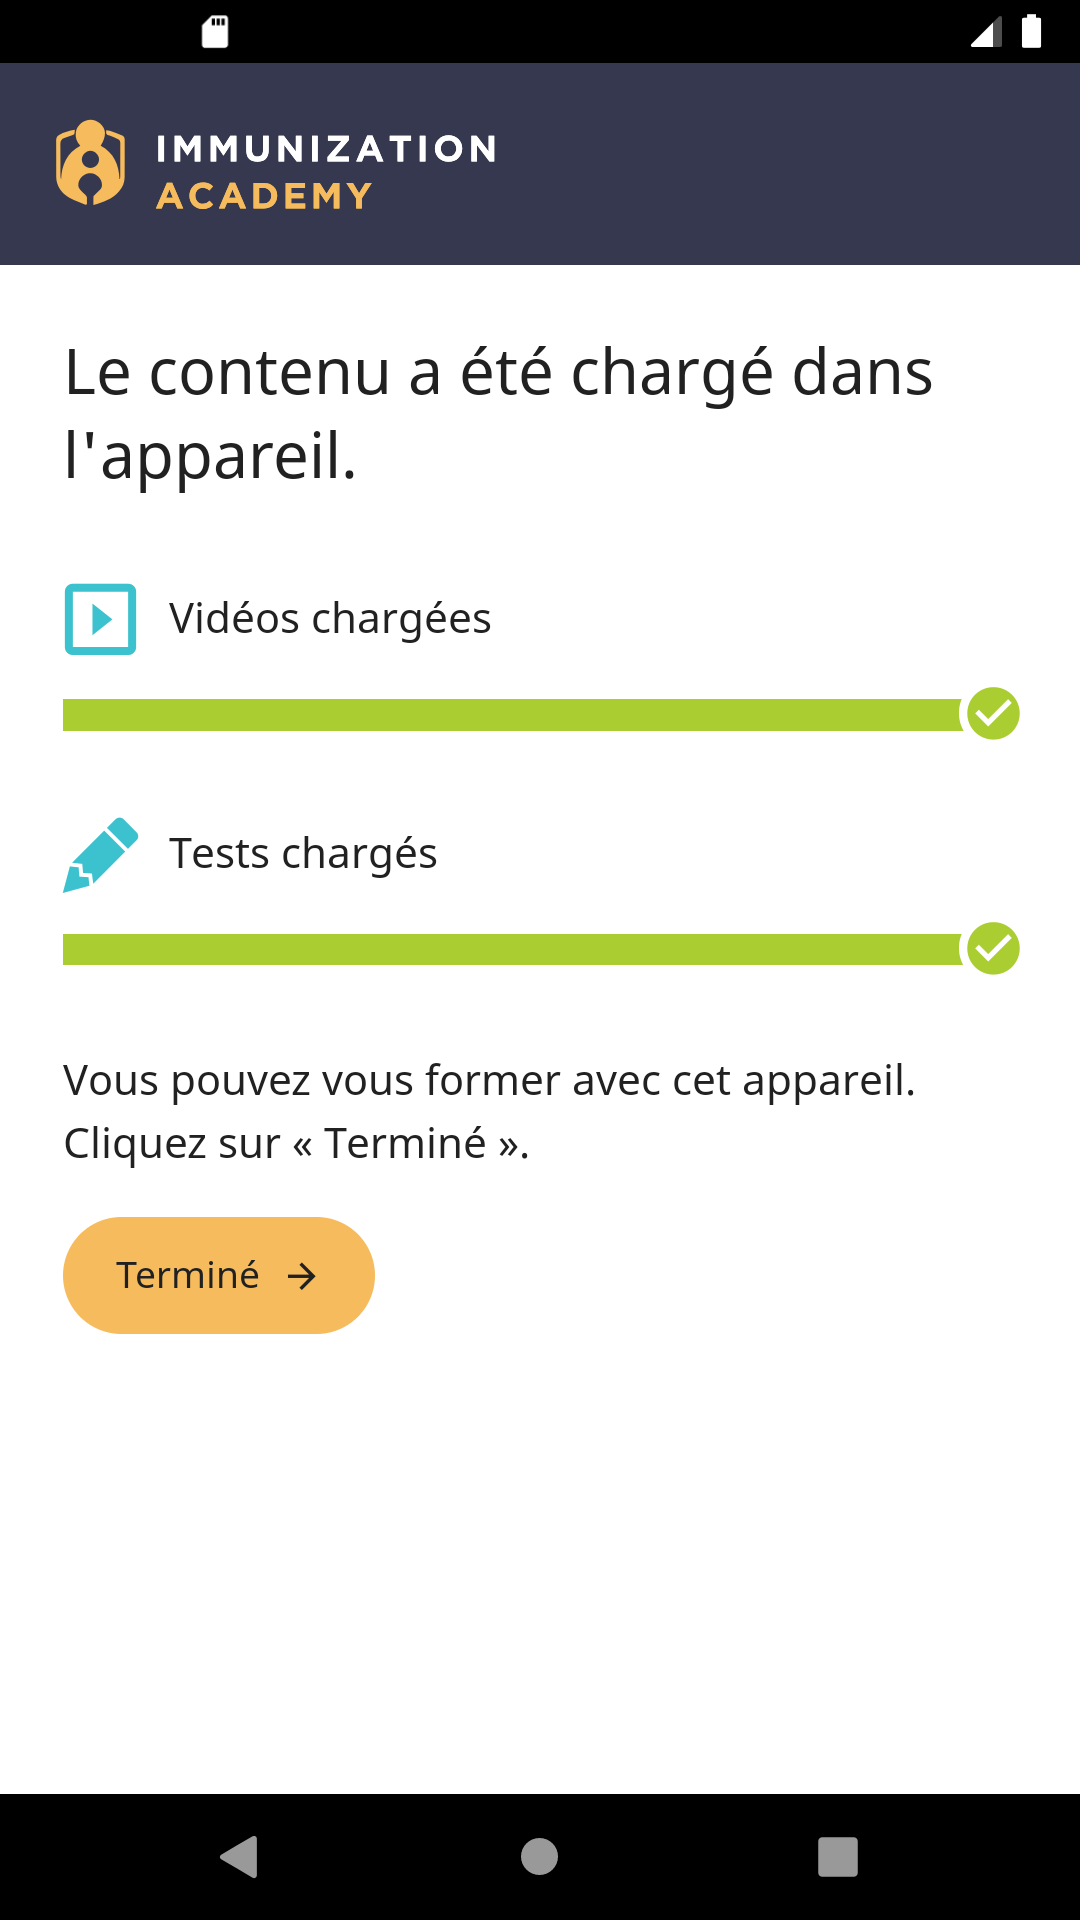 IMMUNIZATION
ACADEMY
Le contenu a été chargé dans
l'appareil.
Vidéos chargées
Tests chargés
Vous pouvez vous former avec cet appareil.
Cliquez sur « Terminé ».
Terminé